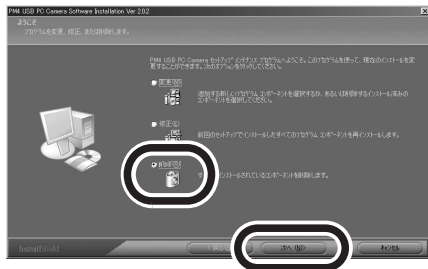 PM4 USB PC Camera Software Installation Ver 2.0.2
ようこそ
プログラムを変更、修正、または削除します。
PM4 USB PC Camera セットアップ メンテナンス プログラムへようこそ。このプログラムを使って、現在のインストールを変
更することができます。次のオプションをクリックしてください。
変更(M)
追加する新しいプログラム コンポーネントを選択するか、あるいは削除するインストール済みの
コンポーネントを選択してください。
修正(E)
前回のセットアップでインストールしたすべてのプログラム コンポーネントを再インストールします。
削除(R)
インストールされているコンポーネントを削除します。
InstallShield
次へ(N)>
キャンセル